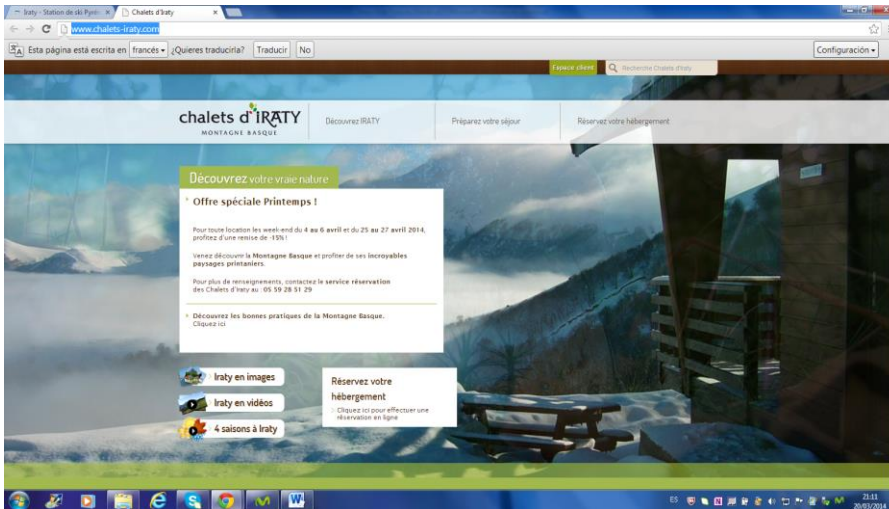 Iraty - Station de ski Pyré
Chalets d'Iraty
www.chalets-iraty.com
Esta página está escrita en francés ¿Quieres traducirla? Traducir No Configuración
Espace client Recherche Chalets d'Iraty
chalets d'IRATY
MONTAGNE BASQUE
Découvrez IRATY Préparez votre séjour Réservez votre hébergement
Découvrez votre vraie nature
Offre spéciale Printemps !
Pour toute location les week-end du 4 au 6 avril et du 25 au 27 avril 2014,
profitez d'une remise de -15% !
Venez découvrir la Montagne Basque et profiter de ses incroyables
paysages printaniers.
Pour plus de renseignements, contactez le service réservation
des Chalets d'Iraty au : 05 59 28 51 29
Découvrez les bonnes pratiques de la Montagne Basque.
Cliquez ici
Iraty en images
Iraty en vidéos
4 saisons à Iraty
Réservez votre
hébergement
Cliquez ici pour effectuer une
réservation en ligne
ES 21:11
20/03/2014